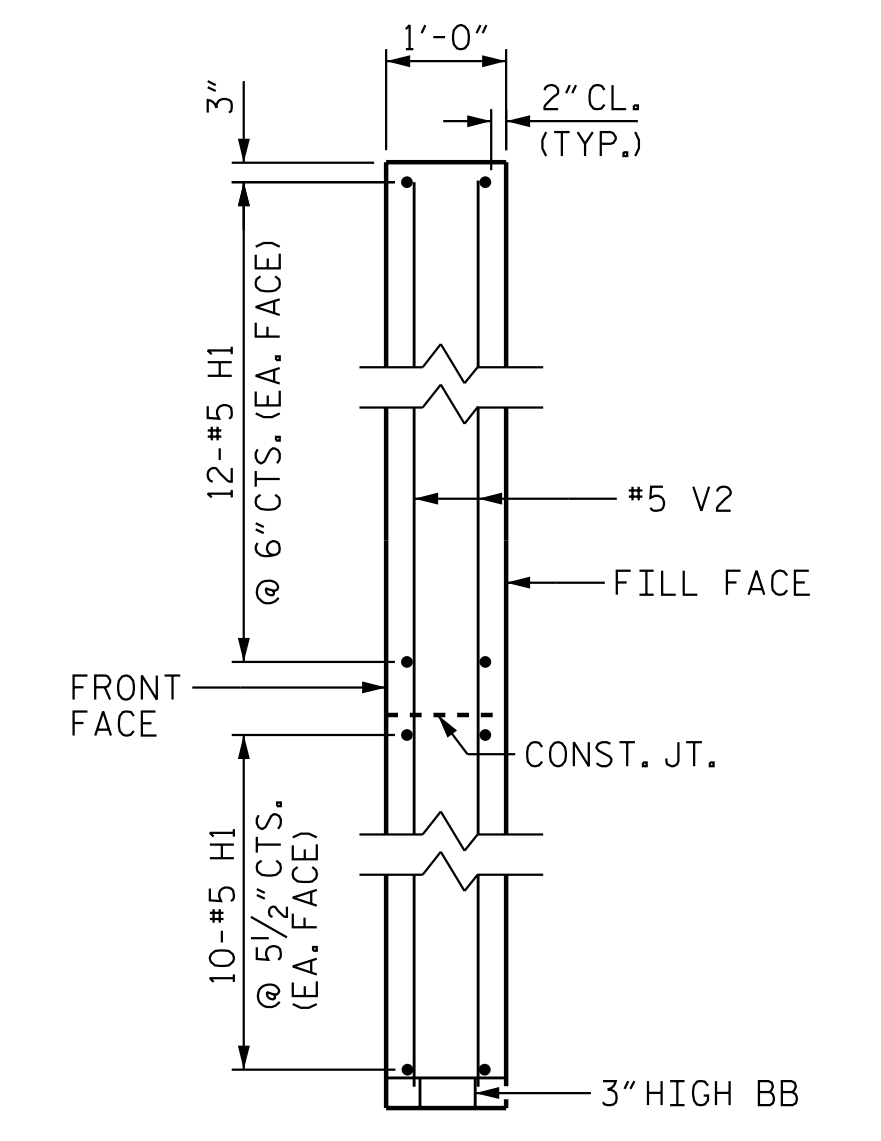 1'-0"
3"
2" CL.
(TYP.)
12-#5 H1
@ 6" CTS. (EA. FACE)
#5 V2
FILL FACE
FRONT
FACE
CONST. JT.
10-#5 H1
@ 5½" CTS.
(EA. FACE)
3" HIGH BB